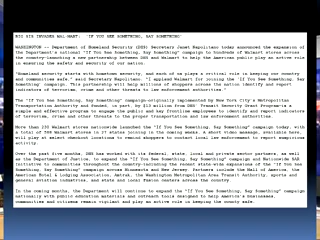 BIG SIS INVADES WAL-MART: 'IF YOU SEE SOMETHING, SAY SOMETHING'
WASHINGTON -- Department of Homeland Security (DHS) Secretary Janet Napolitano today announced the expansion of
the Department's national "If You See Something, Say Something" campaign to hundreds of Walmart stores across
the country-launching a new partnership between DHS and Walmart to help the American public play an active role
in ensuring the safety and security of our nation.
"Homeland security starts with hometown security, and each of us plays a critical role in keeping our country
and communities safe," said Secretary Napolitano. "I applaud Walmart for joining the 'If You See Something, Say
Something' campaign. This partnership will help millions of shoppers across the nation identify and report
indicators of terrorism, crime and other threats to law enforcement authorities."
The "If You See Something, Say Something" campaign-originally implemented by New York City's Metropolitan
Transportation Authority and funded, in part, by $13 million from DHS' Transit Security Grant Program-is a
simple and effective program to engage the public and key frontline employees to identify and report indicators
of terrorism, crime and other threats to the proper transportation and law enforcement authorities.
More than 230 Walmart stores nationwide launched the "If You See Something, Say Something" campaign today, with
a total of 588 Walmart stores in 27 states joining in the coming weeks. A short video message, available here,
will play at select checkout locations to remind shoppers to contact local law enforcement to report suspicious
activity.
Over the past five months, DHS has worked with its federal, state, local and private sector partners, as well
as the Department of Justice, to expand the "If You See Something, Say Something" campaign and Nationwide SAR
Initiative to communities throughout the country-including the recent state-wide expansions of the "If You See
Something, Say Something" campaign across Minnesota and New Jersey. Partners include the Mall of America, the
American Hotel & Lodging Association, Amtrak, the Washington Metropolitan Area Transit Authority, sports and
general aviation industries, and state and local fusion centers across the country.
In the coming months, the Department will continue to expand the "If You See Something, Say Something" campaign
nationally with public education materials and outreach tools designed to help America's businesses,
communities and citizens remain vigilant and play an active role in keeping the country safe.